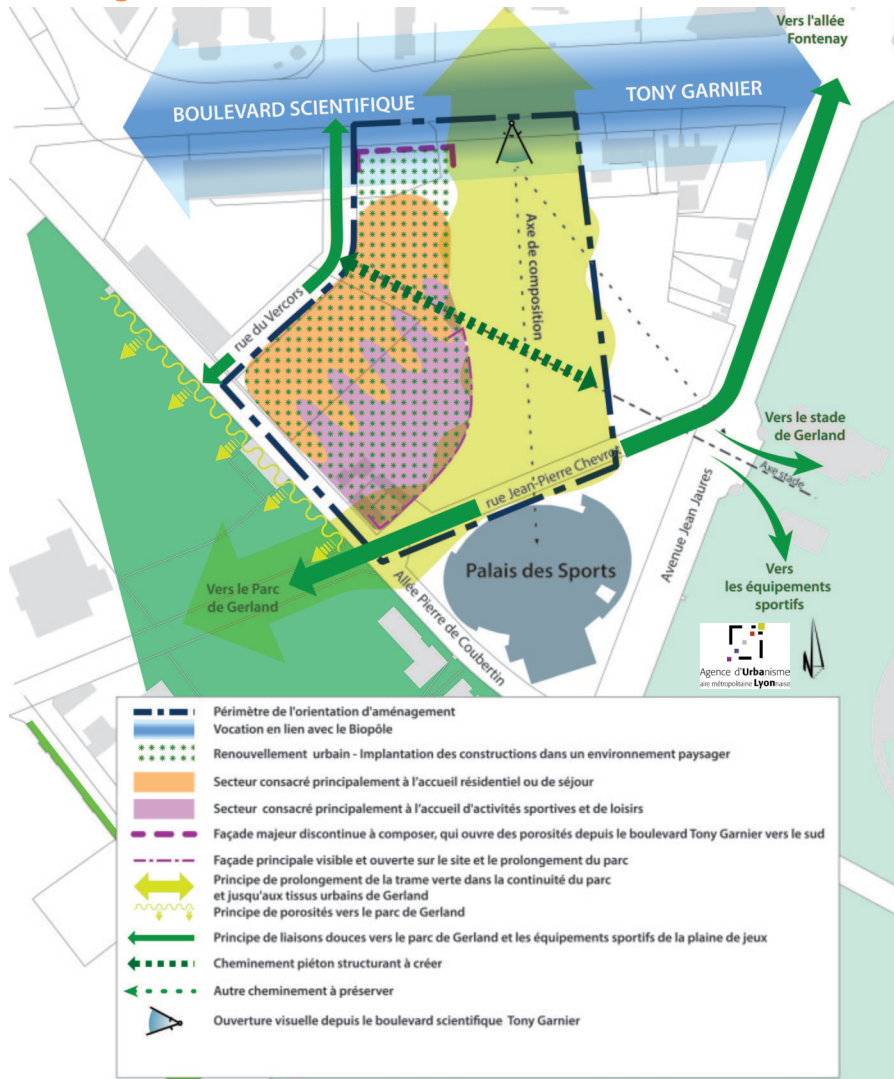 Vers l'allée
Fontenay
BOULEVARD SCIENTIFIQUE
TONY GARNIER
Axe de composition
rue du Vercors
Vers le stade
de Gerland
Axe stade
rue Jean-Pierre Chevrot
Avenue Jean Jaures
Palais des Sports
Vers le Parc
de Gerland
Allée Pierre de Coubertin
Vers
les équipements
sportifs
Agence d'Urbanisme
aire métropolitaine Lyonnaise
N
Périmètre de l'orientation d'aménagement
Vocation en lien avec le Biopôle
Renouvellement urbain - Implantation des constructions dans un environnement paysager
Secteur consacré principalement à l'accueil résidentiel ou de séjour
Secteur consacré principalement à l'accueil d'activités sportives et de loisirs
Façade majeur discontinue à composer, qui ouvre des porosités depuis le boulevard Tony Garnier vers le sud
Façade principale visible et ouverte sur le site et le prolongement du parc
Principe de prolongement de la trame verte dans la continuité du parc
et jusqu'aux tissus urbains de Gerland
Principe de porosités vers le parc de Gerland
Principe de liaisons douces vers le parc de Gerland et les équipements sportifs de la plaine de jeux
Cheminement piéton structurant à créer
Autre cheminement à préserver
Ouverture visuelle depuis le boulevard scientifique Tony Garnier